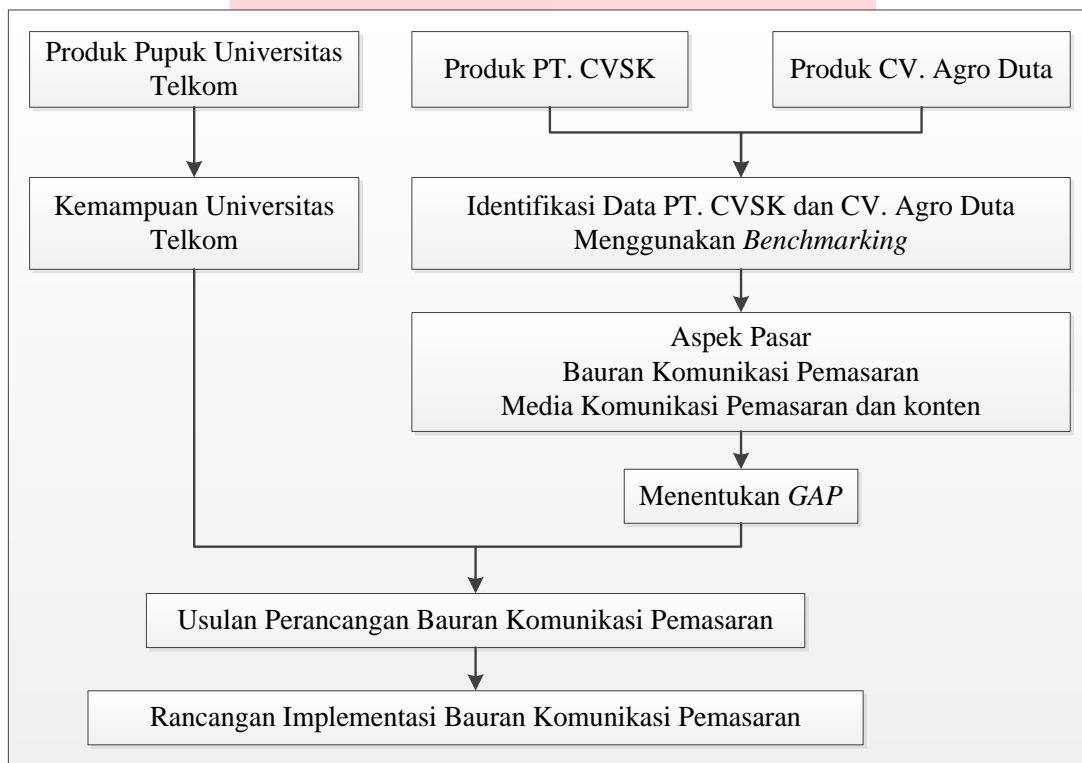 Produk Pupuk Universitas
Telkom
Produk PT. CVSK
Produk CV. Agro Duta
Kemampuan Universitas
Telkom
Identifikasi Data PT. CVSK dan CV. Agro Duta
Menggunakan Benchmarking
Aspek Pasar
Bauran Komunikasi Pemasaran
Media Komunikasi Pemasaran dan konten
Menentukan GAP
Usulan Perancangan Bauran Komunikasi Pemasaran
Rancangan Implementasi Bauran Komunikasi Pemasaran